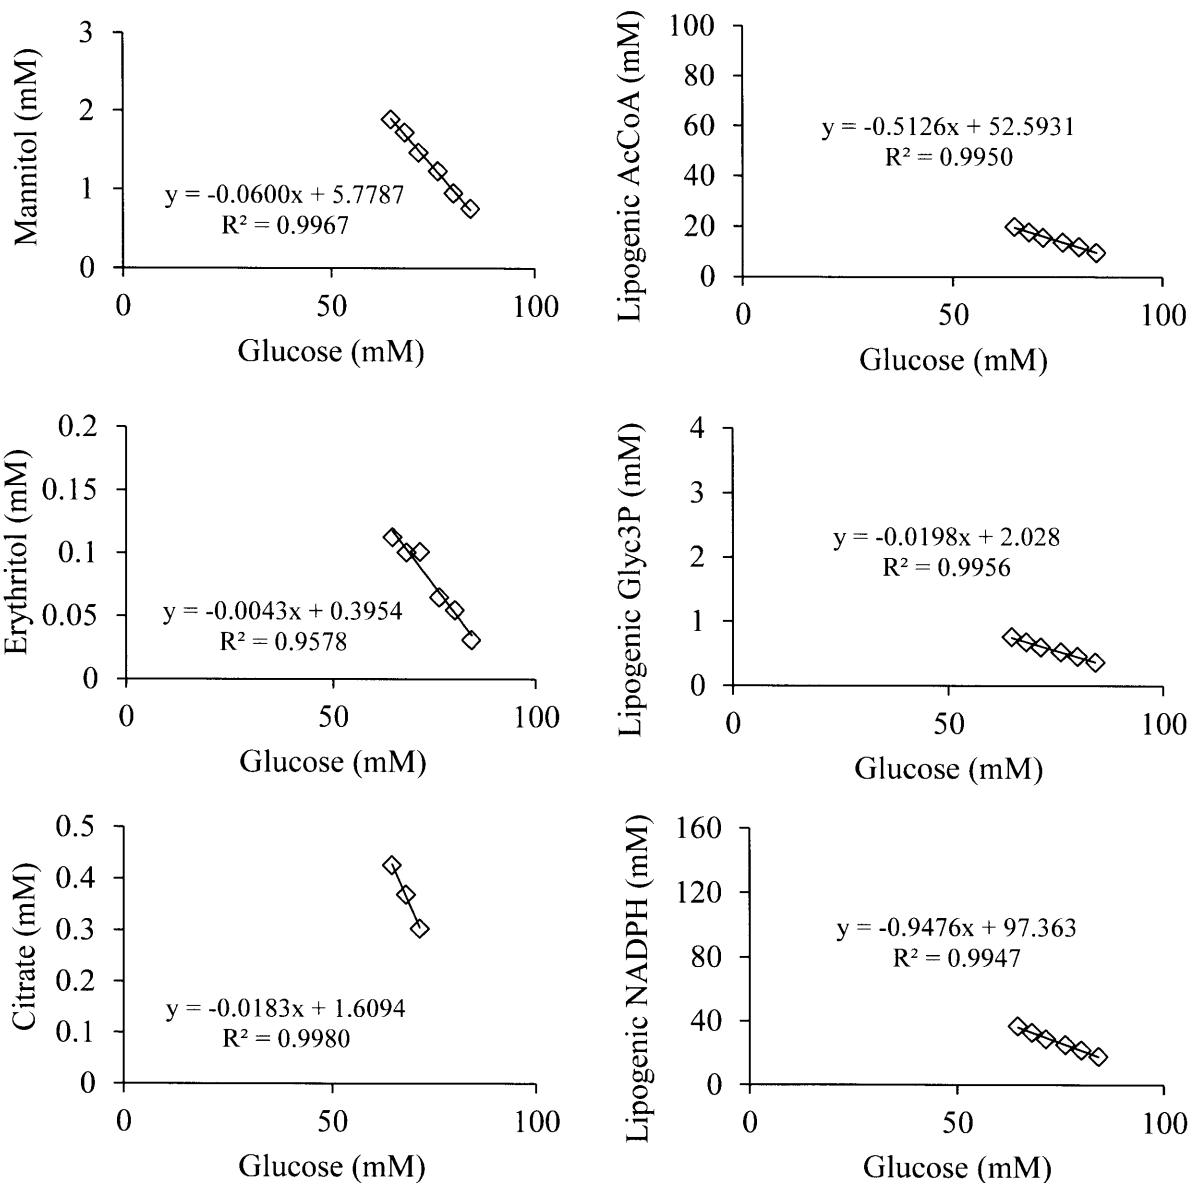 Mannitol (mM)
3
2
1
0
y = -0.0600x + 5.7787
R² = 0.9967
0
50
100
Glucose (mM)
Lipogenic AcCoA (mM)
100
80
60
40
20
0
y = -0.5126x + 52.5931
R² = 0.9950
0
50
100
Glucose (mM)
Erythritol (mM)
0.2
0.15
0.1
0.05
0
y = -0.0043x + 0.3954
R² = 0.9578
0
50
100
Glucose (mM)
Lipogenic Glyc3P (mM)
4
3
2
1
0
y = -0.0198x + 2.028
R² = 0.9956
0
50
100
Glucose (mM)
Citrate (mM)
0.5
0.4
0.3
0.2
0.1
0
y = -0.0183x + 1.6094
R² = 0.9980
0
50
100
Glucose (mM)
Lipogenic NADPH (mM)
160
120
80
40
0
y = -0.9476x + 97.363
R² = 0.9947
0
50
100
Glucose (mM)